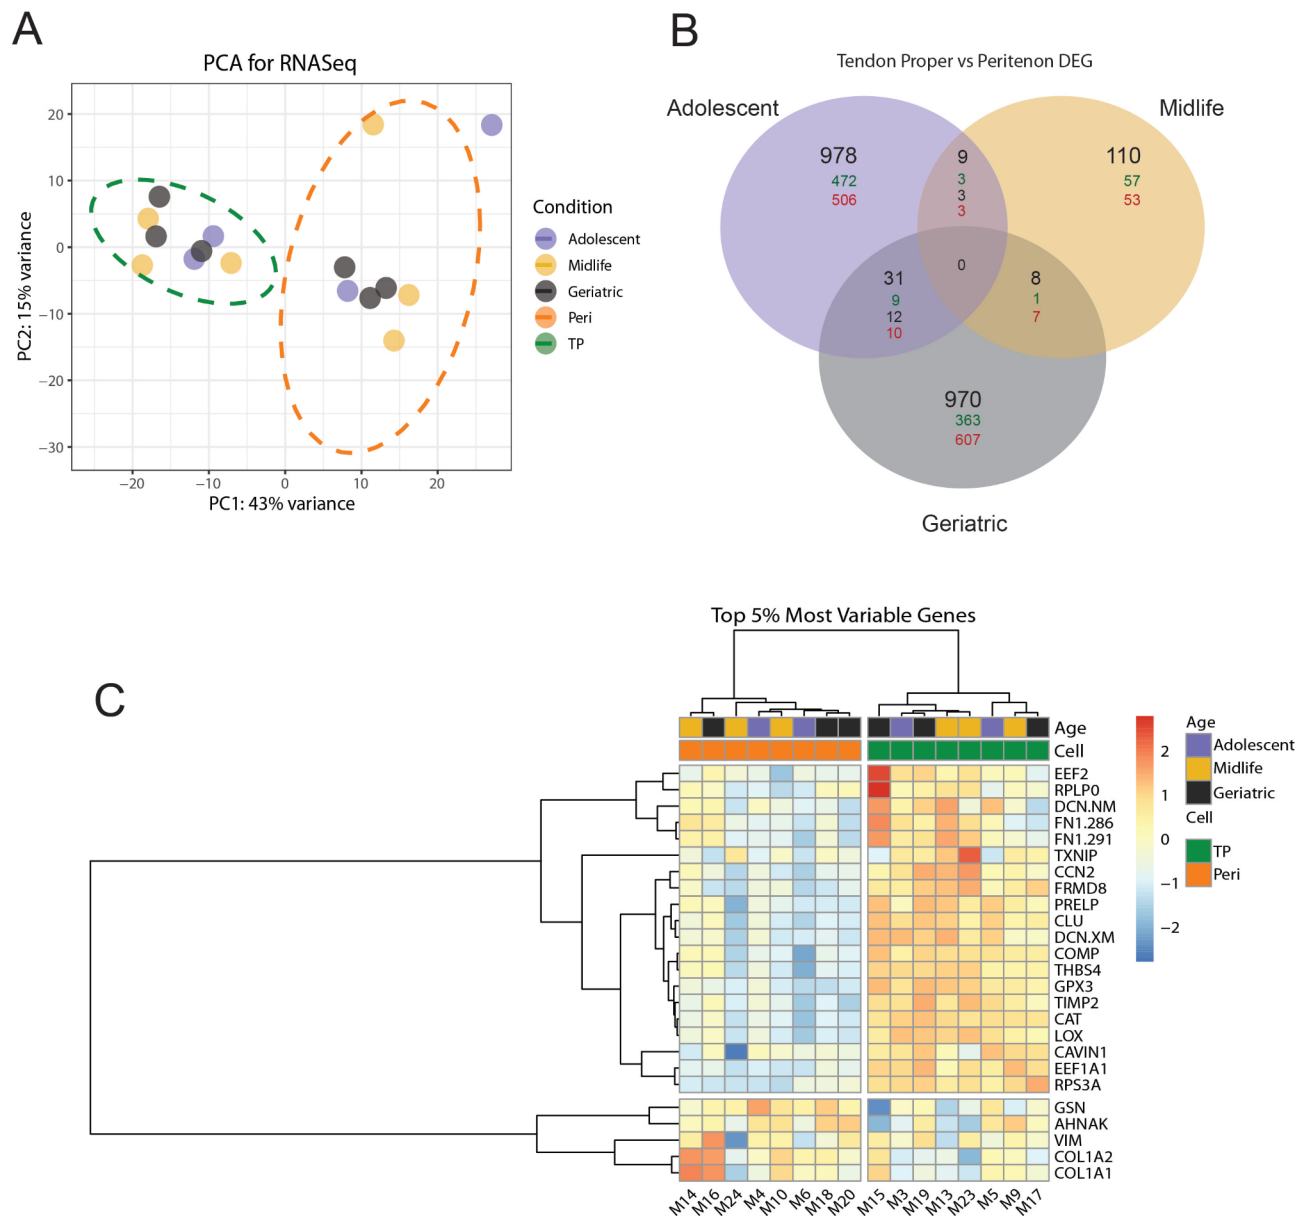 A
PCA for RNASeq
20
10
0
−10
−20
−30
PC2: 15% variance
−20
−10
0
10
20
PC1: 43% variance
Condition
Adolescent
Midlife
Geriatric
Peri
TP
B
Tendon Proper vs Peritenon DEG
Adolescent
Midlife
978
472
506
9
3
3
3
110
57
53
0
31
9
12
10
8
1
7
970
363
607
Geriatric
C
Top 5% Most Variable Genes
Age
Cell
EEF2
RPLP0
DCN.NM
FN1.286
FN1.291
TXNIP
CCN2
FRMD8
PRELP
CLU
DCN.XM
COMP
THBS4
GPX3
TIMP2
CAT
LOX
CAVIN1
EEF1A1
RPS3A
GSN
AHNAK
VIM
COL1A2
COL1A1
M14
M16
M24
M4
M10
M6
M18
M20
M15
M3
M19
M13
M23
M5
M9
M17
2
1
0
−1
−2
Age
Adolescent
Midlife
Geriatric
Cell
TP
Peri